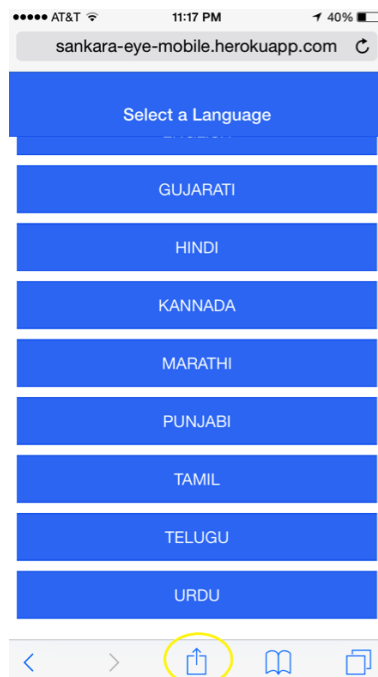 AT&T 11:17 PM 40%
sankara-eye-mobile.herokuapp.com
Select a Language
GUJARATI
HINDI
KANNADA
MARATHI
PUNJABI
TAMIL
TELUGU
URDU